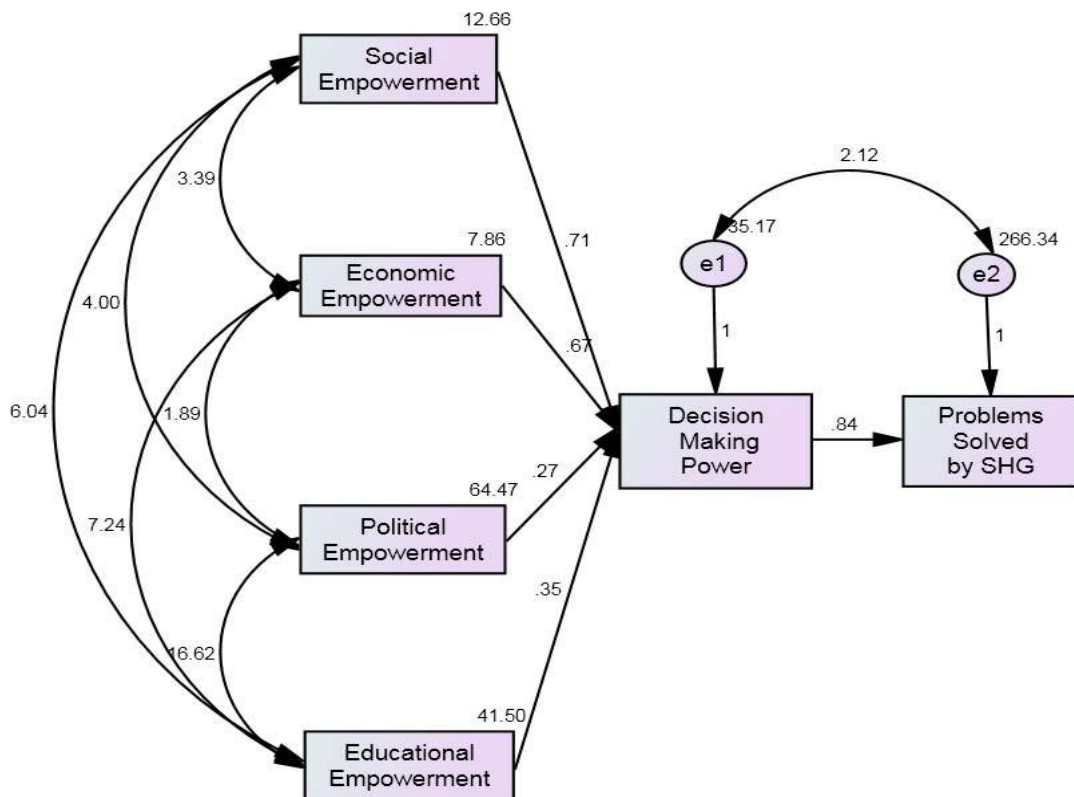 12.66
Social
Empowerment
3.39
2.12
7.86
.71
35.17
266.34
e1
e2
Economic
Empowerment
4.00
.67
1
1
6.04
1.89
Decision
Making
Power
.84
Problems
Solved
by SHG
7.24
64.47
.27
Political
Empowerment
.35
16.62
41.50
Educational
Empowerment